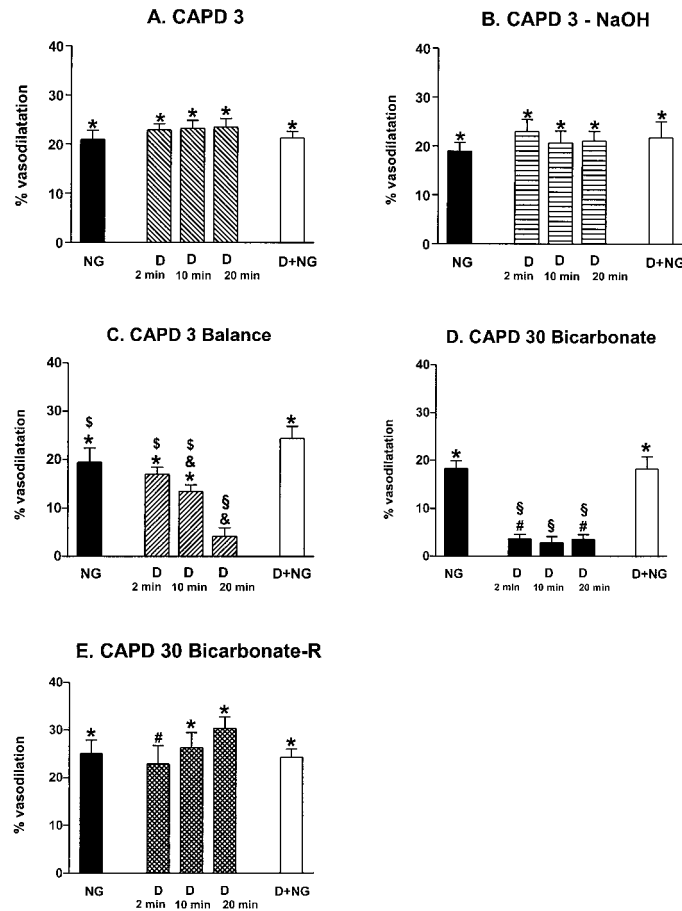 A. CAPD 3
% vasodilatation
40
30
20
10
0
* * * * *
NG D D D D+NG
2 min 10 min 20 min
B. CAPD 3 - NaOH
% vasodilatation
40
30
20
10
0
* * * * *
NG D D D D+NG
2 min 10 min 20 min
C. CAPD 3 Balance
% vasodilatation
40
30
20
10
0
$ $ $ § *
* * & &
*
NG D D D D+NG
2 min 10 min 20 min
D. CAPD 30 Bicarbonate
% vasodilatation
40
30
20
10
0
* § § § *
# #
NG D D D D+NG
2 min 10 min 20 min
E. CAPD 30 Bicarbonate-R
% vasodilation
40
30
20
10
0
* # * * *
NG D D D D+NG
2 min 10 min 20 min